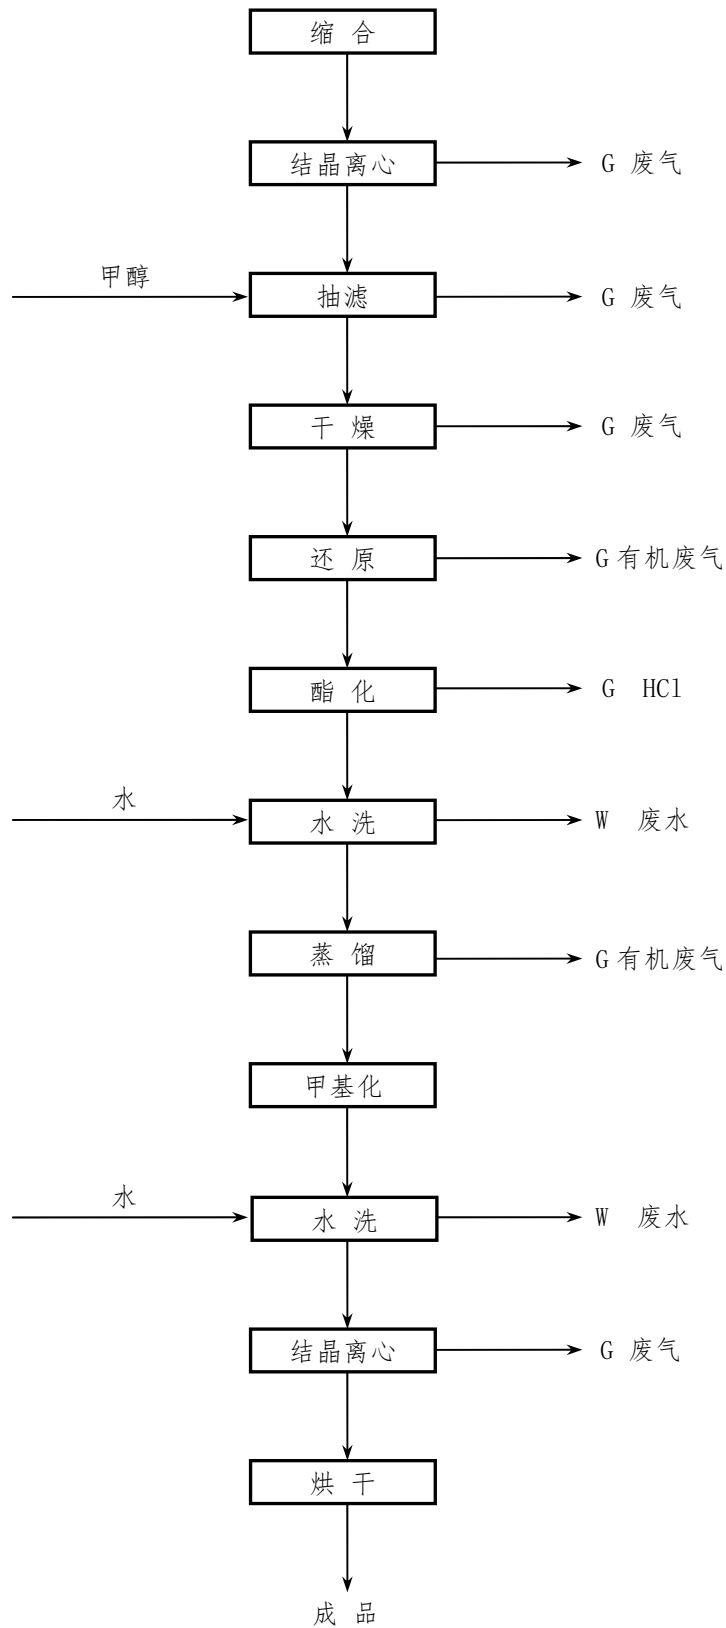 缩 合
结晶离心
G 废气
甲醇
抽滤
G 废气
干 燥
G 废气
还 原
G 有机废气
酯 化
G HCl
水
水 洗
W 废水
蒸 馏
G 有机废气
甲基化
水
水 洗
W 废水
结晶离心
G 废气
烘 干
成 品